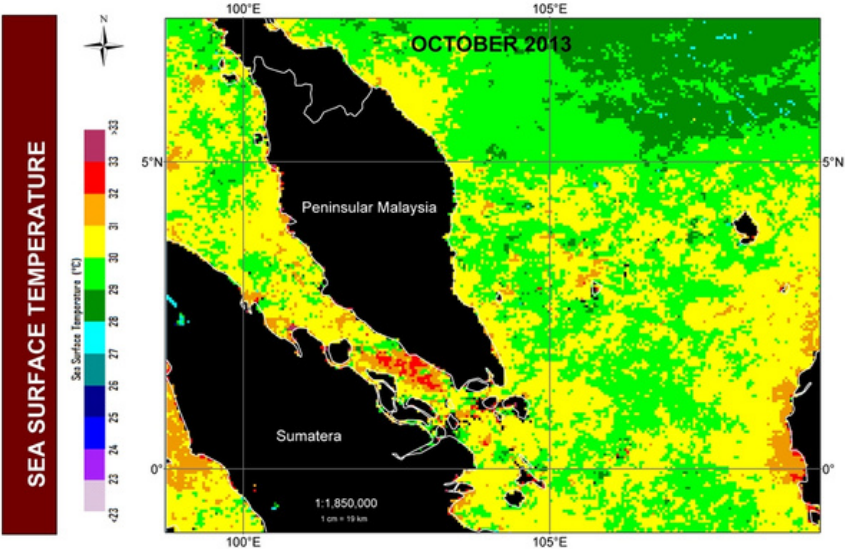 SEA SURFACE TEMPERATURE
N
Sea Surface Temperature (°C)
>33
33
32
31
30
29
28
27
26
25
24
23
<23
100°E
105°E
OCTOBER 2013
5°N
5°N
Peninsular Malaysia
Sumatera
0°
0°
1:1,850,000
1 cm = 19 km
100°E
105°E